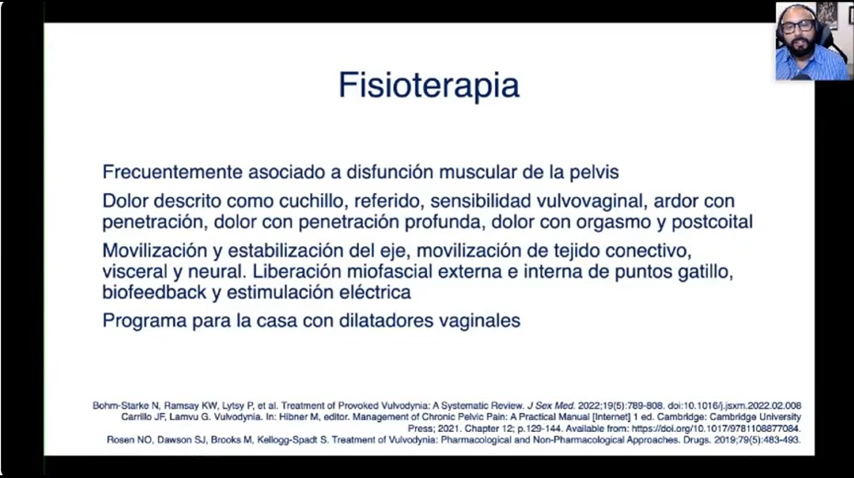 Fisioterapia
Frecuentemente asociado a disfunción muscular de la pelvis
Dolor descrito como cuchillo, referido, sensibilidad vulvovaginal, ardor con
penetración, dolor con penetración profunda, dolor con orgasmo y postcoital
Movilización y estabilización del eje, movilización de tejido conectivo,
visceral y neural. Liberación miofascial externa e interna de puntos gatillo,
biofeedback y estimulación eléctrica
Programa para la casa con dilatadores vaginales
Bohm-Starke N, Ramsay KW, Lytsy P, et al. Treatment of Provoked Vulvodynia: A Systematic Review. J Sex Med. 2022;19(5):789-808. doi:10.1016/j.jsxm.2022.02.008
Carrillo JF, Lamvu G. Vulvodynia. In: Hibner M, editor. Management of Chronic Pelvic Pain: A Practical Manual [Internet] 1 ed. Cambridge: Cambridge University
Press; 2021. Chapter 12; p.129-144. Available from: https://doi.org/10.1017/9781108877084.
Rosen NO, Dawson SJ, Brooks M, Kellogg-Spadt S. Treatment of Vulvodynia: Pharmacological and Non-Pharmacological Approaches. Drugs. 2019;79(5):483-493.